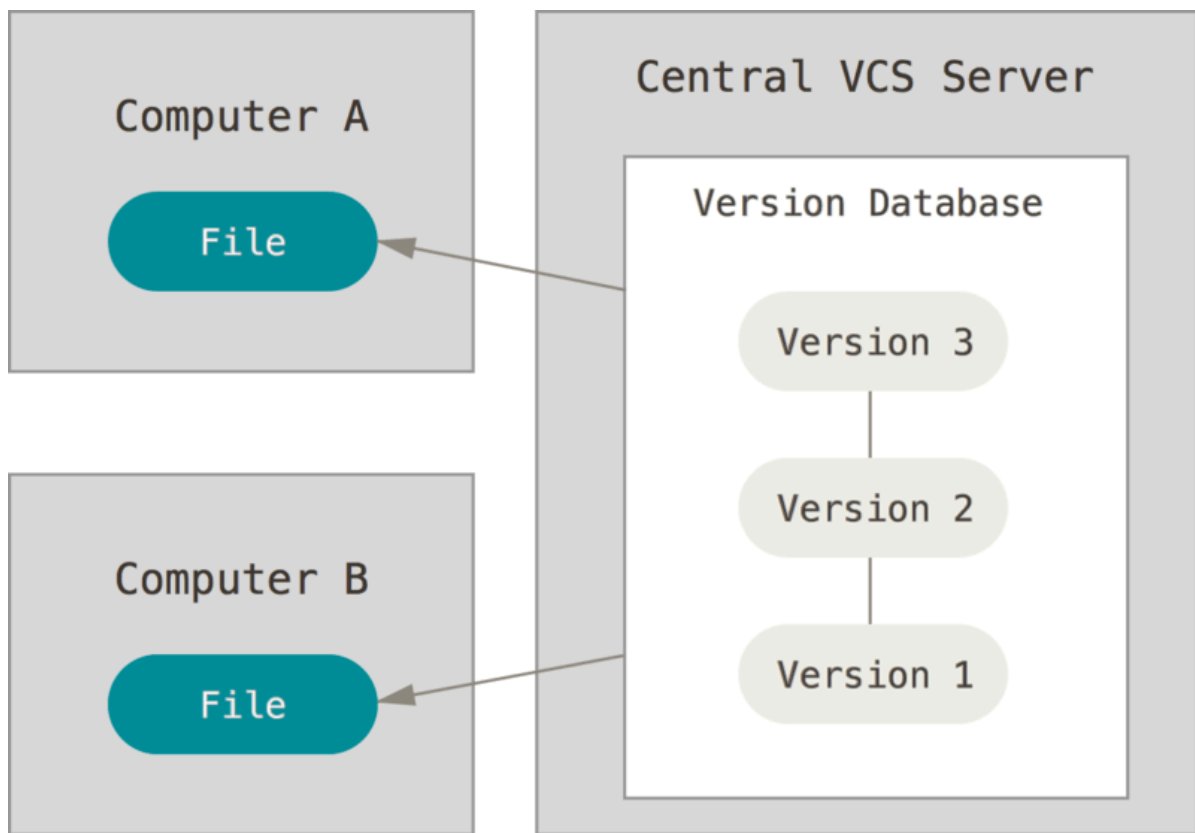 Computer A
File
Computer B
File
Central VCS Server
Version Database
Version 3
Version 2
Version 1